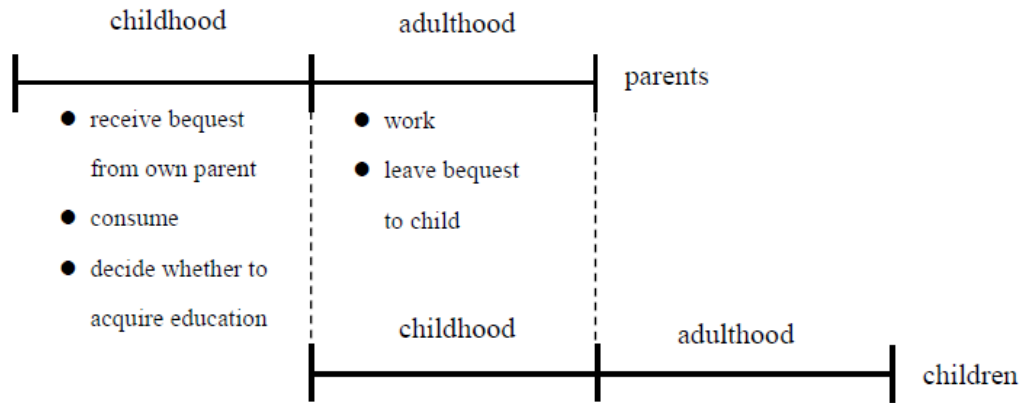 childhood
adulthood
parents
● receive bequest
from own parent
● consume
● decide whether to
acquire education
● work
● leave bequest
to child
childhood
adulthood
children